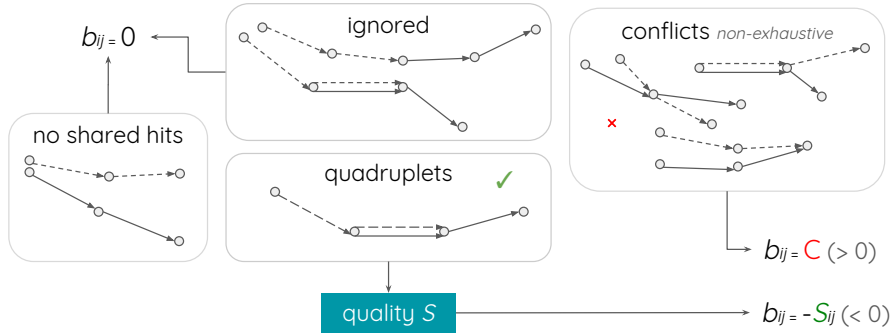 b_ij = 0
ignored
conflicts non-exhaustive
no shared hits
quadruplets ✓
×
b_ij = C (> 0)
quality S
b_ij = -S_ij (< 0)